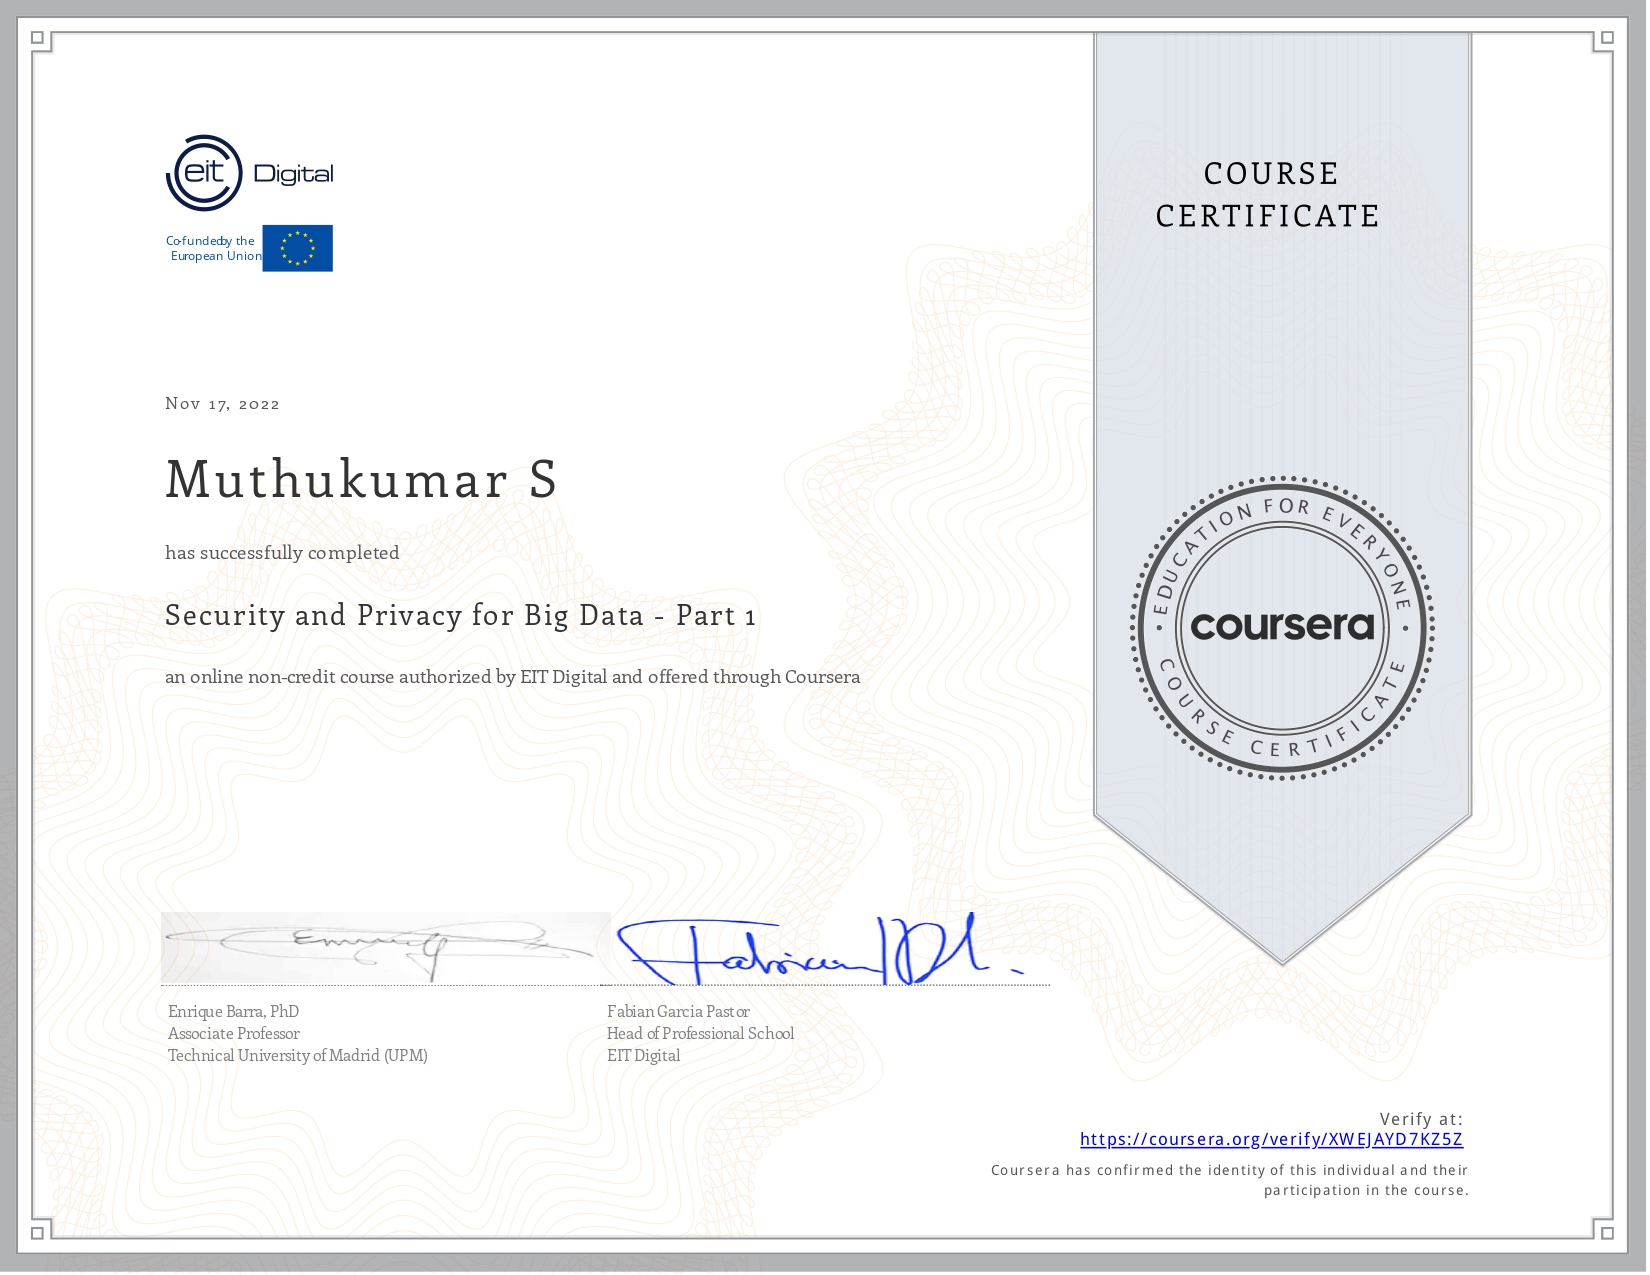 eit Digital
Co-funded by the
European Union
COURSE
CERTIFICATE
Nov 17, 2022
Muthukumar S
has successfully completed
Security and Privacy for Big Data - Part 1
an online non-credit course authorized by EIT Digital and offered through Coursera
EDUCATION FOR EVERYONE
coursera
COURSE CERTIFICATE
Enrique Barra, PhD
Associate Professor
Technical University of Madrid (UPM)
Fabian
Fabian Garcia Pastor
Head of Professional School
EIT Digital
Verify at:
https://coursera.org/verify/XWEJAYD7KZ5Z
Coursera has confirmed the identity of this individual and their
participation in the course.